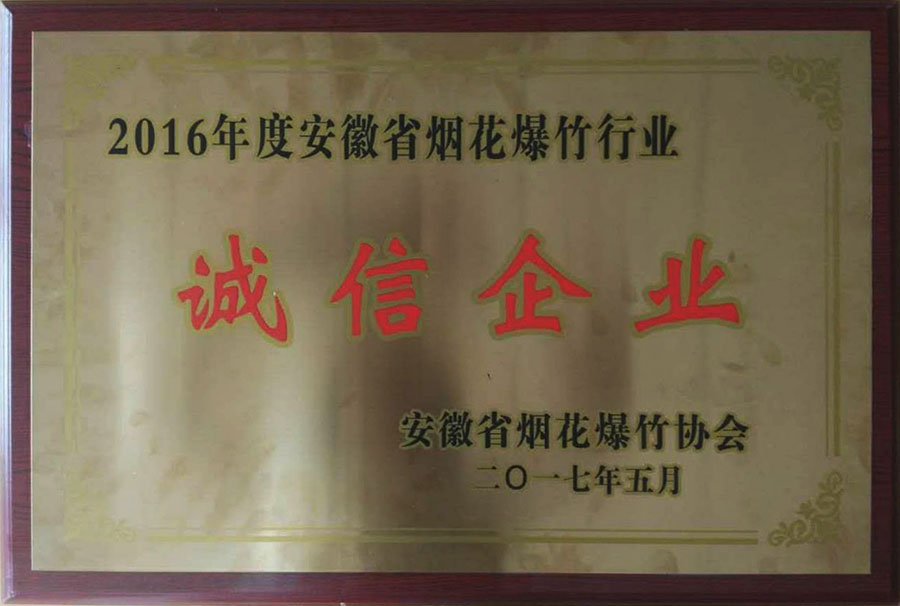 2016年度安徽省烟花爆竹行业
诚信企业
安徽省烟花爆竹协会
二〇一七年五月